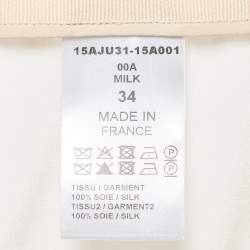 15AJU31-15A001
00A
MILK
34
MADE IN
FRANCE
TISSU / GARMENT
100% SOIE / SILK
TISSU2 / GARMENT2
100% SOIE / SILK